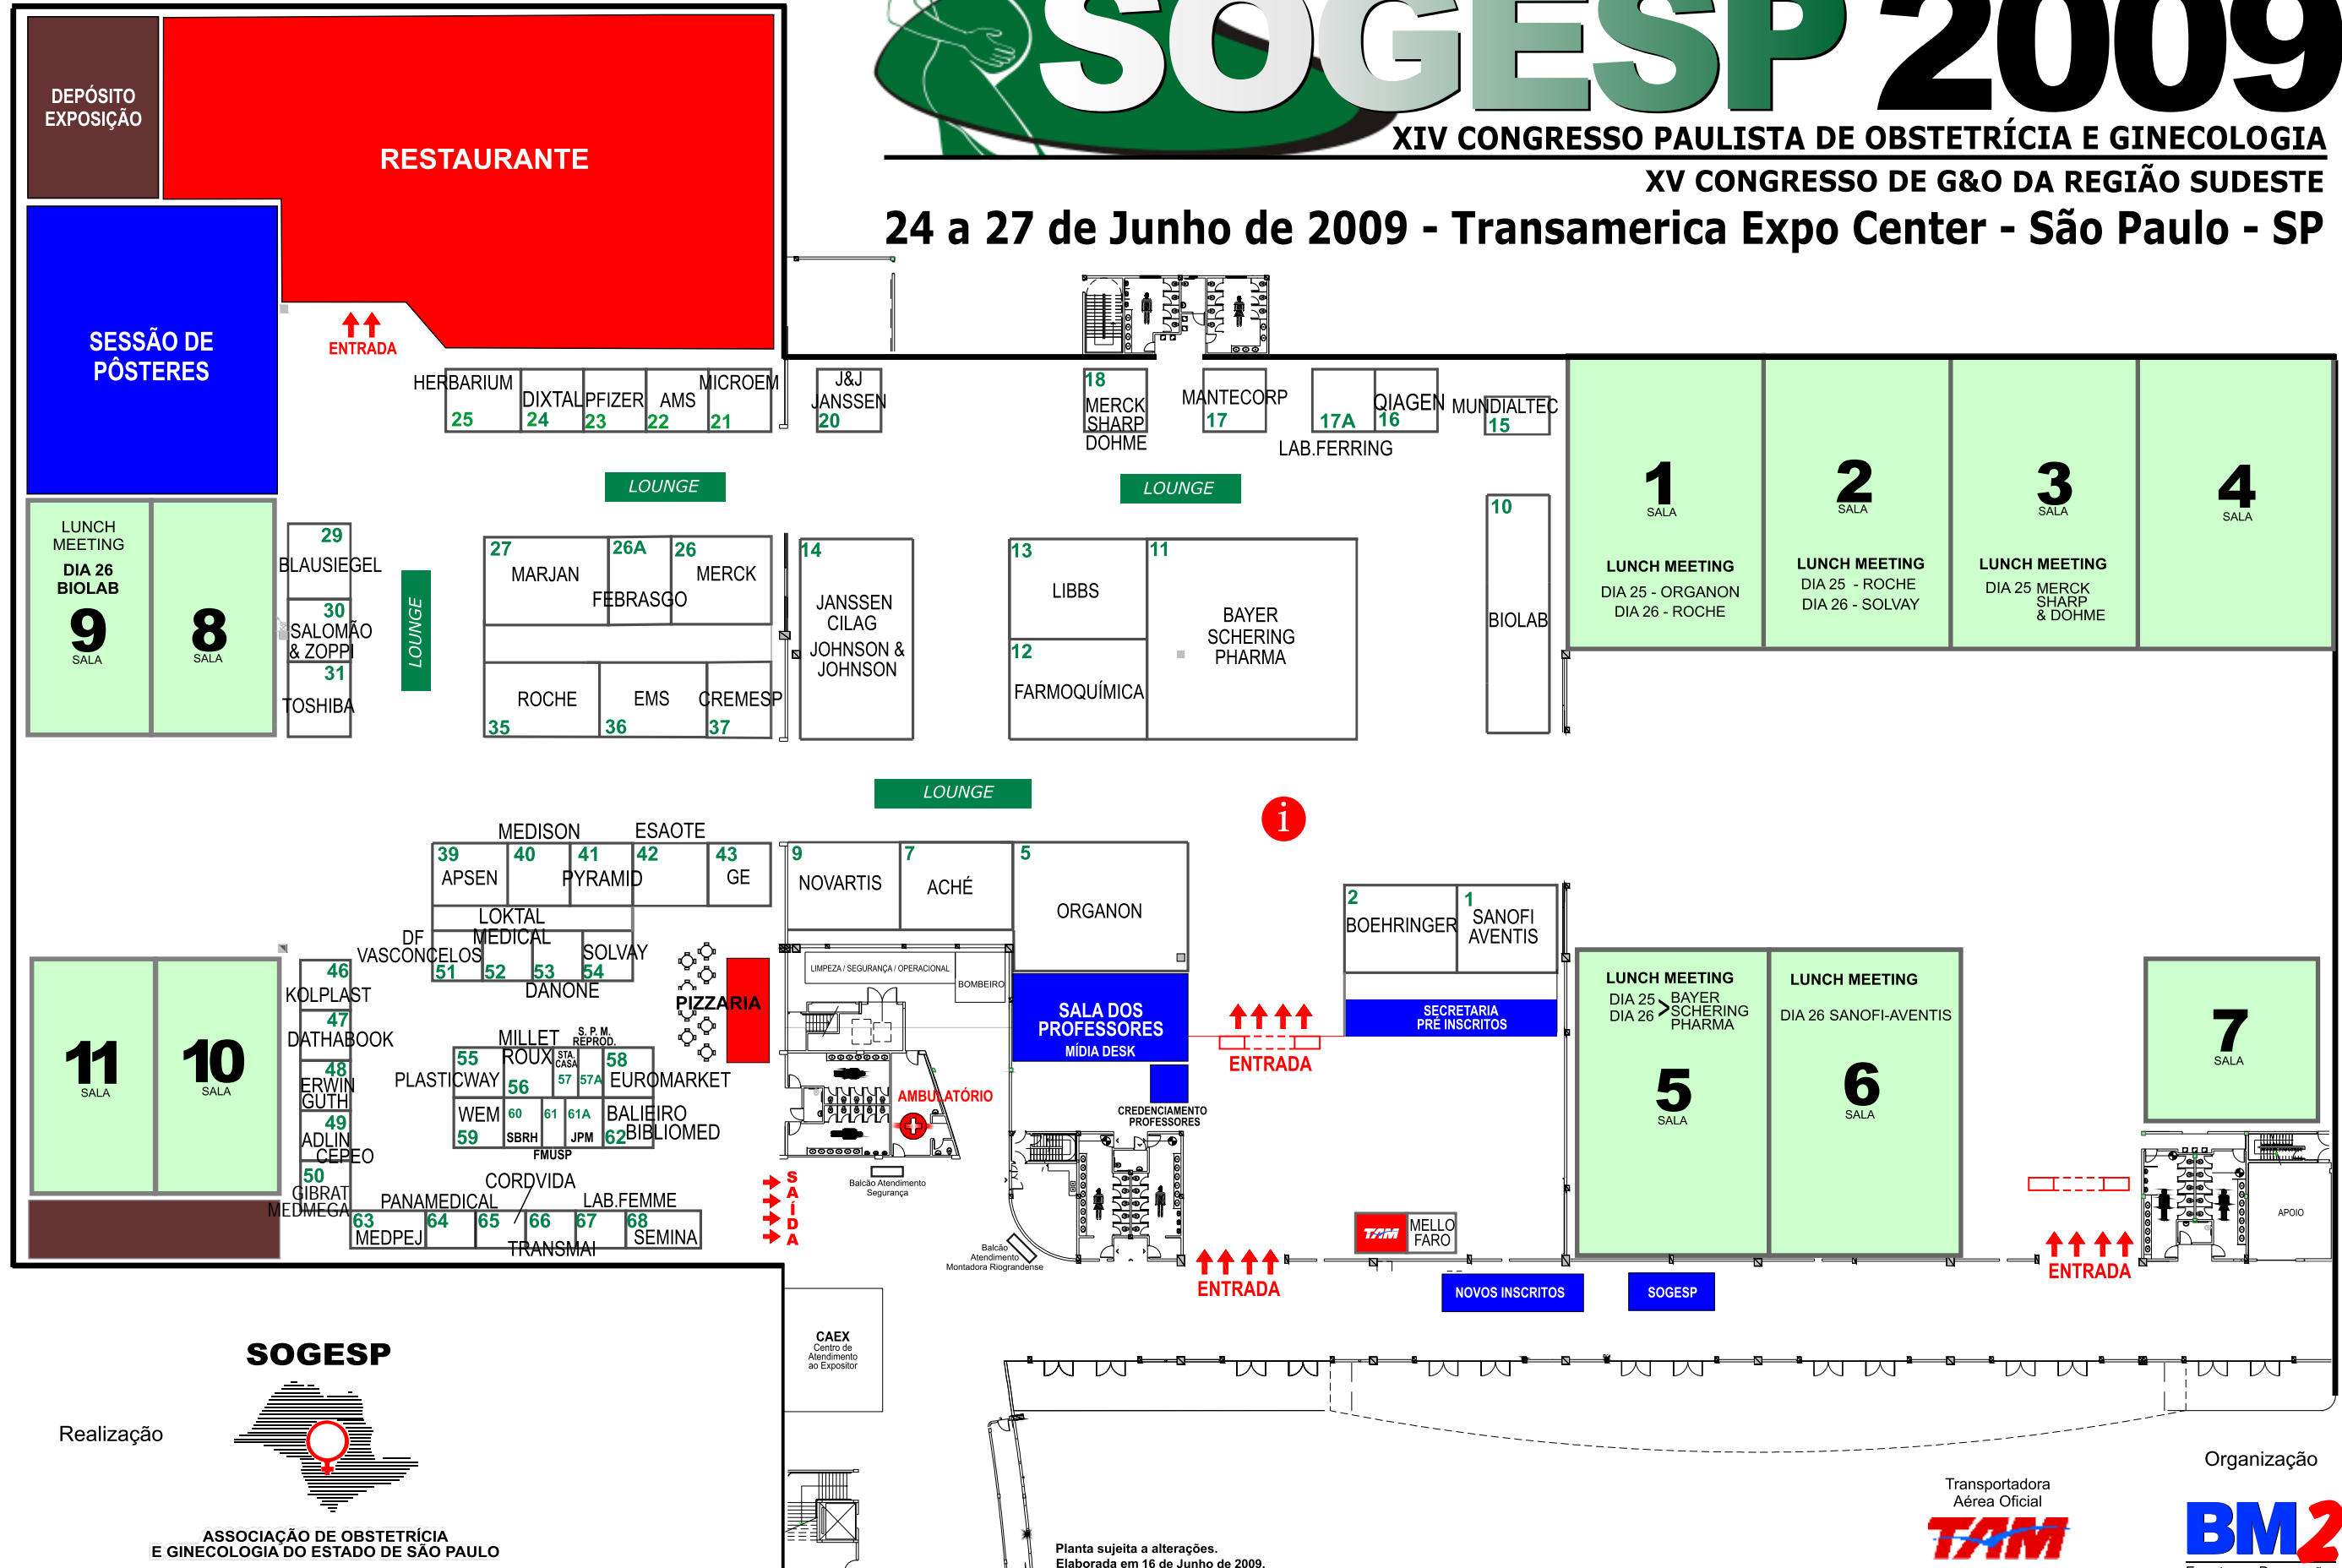 SOGESP 2009
XIV CONGRESSO PAULISTA DE OBSTETRÍCIA E GINECOLOGIA
XV CONGRESSO DE G&O DA REGIÃO SUDESTE
24 a 27 de Junho de 2009 - Transamerica Expo Center - São Paulo - SP
DEPÓSITO
EXPOSIÇÃO
RESTAURANTE
SESSÃO DE
PÔSTERES
ENTRADA
HERBARIUM
25
DIXTAL
24
PFIZER
23
AMS
22
MICROEM
21
J&J
JANSSEN
20
18
MERCK
SHARP
DOHME
MANTECORP
17
17A
LAB.FERRING
QIAGEN
16
MUNDIALTEC
15
LOUNGE
LOUNGE
1
SALA
LUNCH MEETING
DIA 25 - ORGANON
DIA 26 - ROCHE
2
SALA
LUNCH MEETING
DIA 25 - ROCHE
DIA 26 - SOLVAY
3
SALA
LUNCH MEETING
DIA 25 MERCK
SHARP
& DOHME
4
SALA
LUNCH
MEETING
DIA 26
BIOLAB
9
SALA
8
SALA
29
BLAUSIEGEL
30
SALOMÃO
& ZOPPI
31
TOSHIBA
LOUNGE
27
MARJAN
26A
FEBRASGO
26
MERCK
ROCHE
35
EMS
36
CREMESP
37
14
JANSSEN
CILAG
JOHNSON &
JOHNSON
13
LIBBS
12
FARMOQUÍMICA
11
BAYER
SCHERING
PHARMA
10
BIOLAB
LOUNGE
i
MEDISON
ESAOTE
39
APSEN
40
41
PYRAMID
42
43
GE
9
NOVARTIS
7
ACHÉ
5
ORGANON
2
BOEHRINGER
1
SANOFI
AVENTIS
LOKTAL
MEDICAL
DF
VASCONCELOS
51
52
53
SOLVAY
54
DANONE
PIZZARIA
LIMPEZA / SEGURANÇA / OPERACIONAL
BOMBEIRO
SALA DOS
PROFESSORES
MÍDIA DESK
ENTRADA
SECRETARIA
PRÉ INSCRITOS
LUNCH MEETING
DIA 25
DIA 26
> BAYER
SCHERING
PHARMA
5
SALA
LUNCH MEETING
DIA 26 SANOFI-AVENTIS
6
SALA
7
SALA
11
SALA
10
SALA
46
KOLPLAST
47
DATHABOOK
48
ERWIN
GUTH
49
ADLIN
CEPEO
50
GIBRAT
MEDMEGA
MILLET
ROUX
S. P. M.
REPROD.
55
PLASTICWAY
56
STA.
CASA
57
57A
58
EUROMARKET
WEM
59
60
SBRH
61
FMUSP
61A
JPM
BALIEIRO
62 BIBLIOMED
AMBULATÓRIO
CREDENCIAMENTO
PROFESSORES
Balcão Atendimento
Segurança
SAÍDA
CORDVIDA
PANAMEDICAL
LAB.FEMME
63
MEDPEJ
64
65
66
TRANSMAI
67
68
SEMINA
Balcão
Atendimento
Montadora Riograndense
ENTRADA
TAM
MELLO
FARO
NOVOS INSCRITOS
SOGESP
ENTRADA
APOIO
CAEX
Centro de
Atendimento
ao Expositor
Realização
SOGESP
ASSOCIAÇÃO DE OBSTETRÍCIA
E GINECOLOGIA DO ESTADO DE SÃO PAULO
Planta sujeita a alterações.
Elaborada em 16 de Junho de 2009.
Transportadora
Aérea Oficial
TAM
Organização
BM2